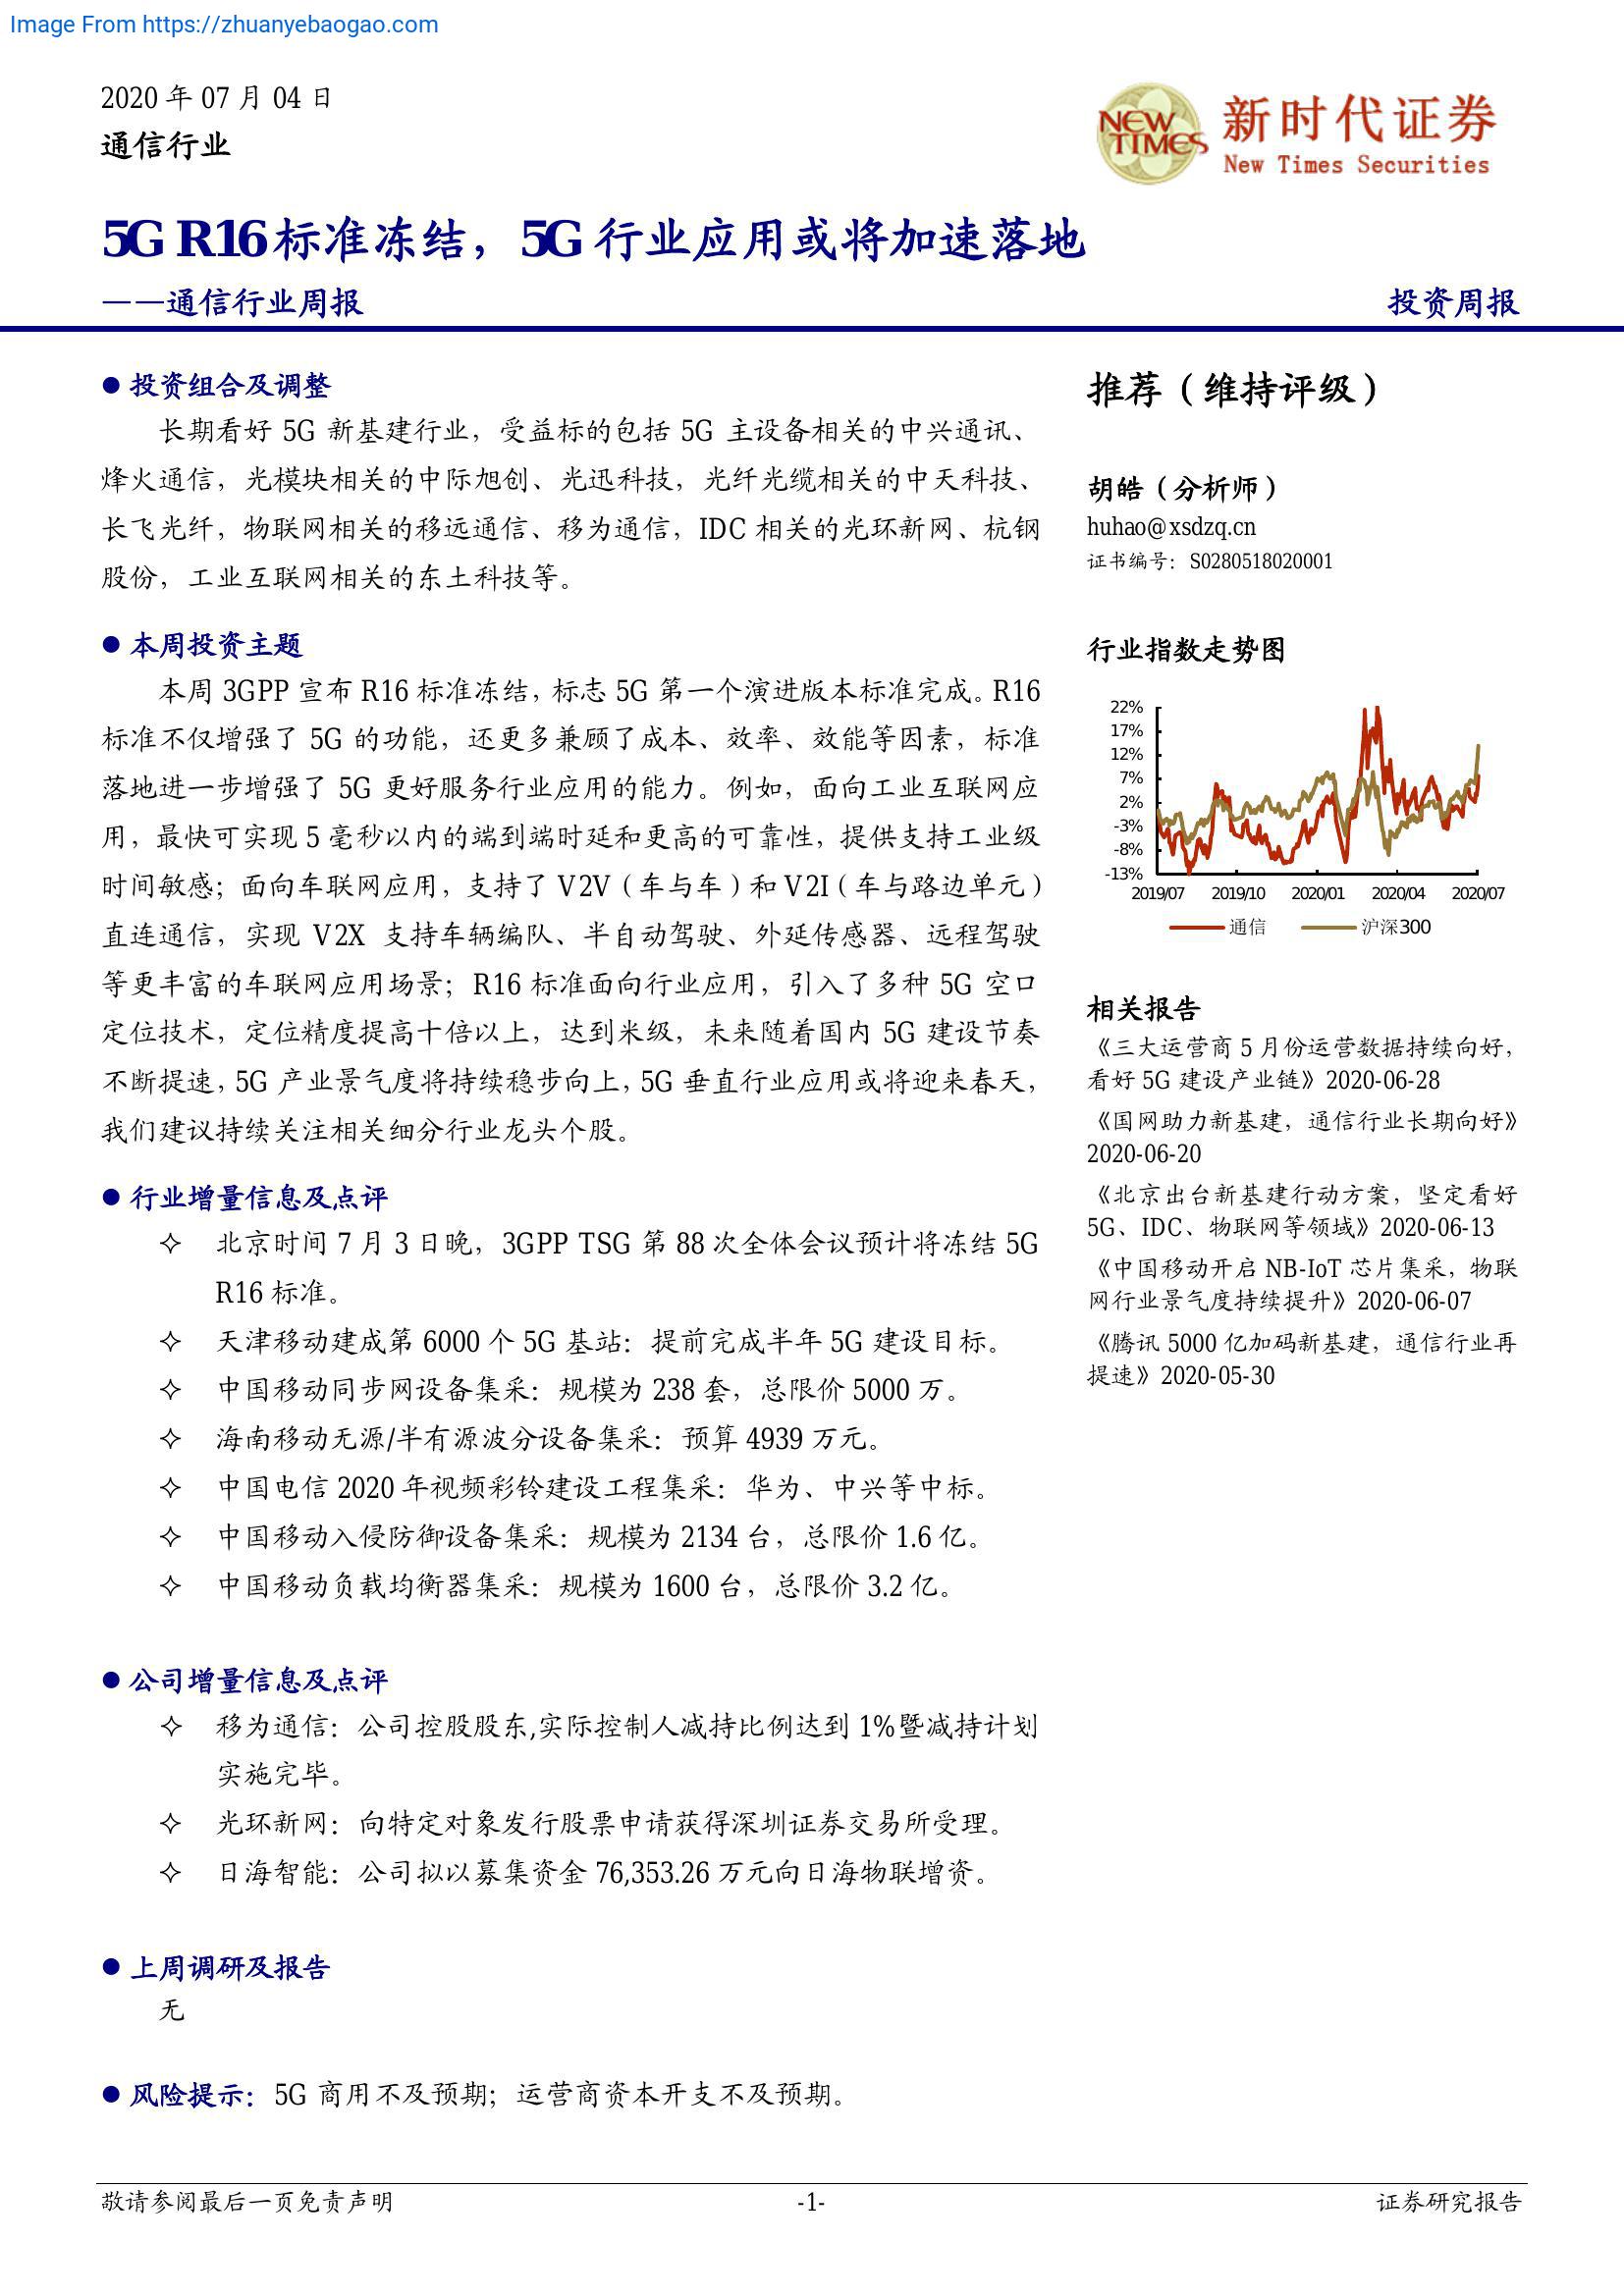 Image From https://zhuanyebaogao.com
2020 年 07 月 04 日
通信行业
NEW TIMES
新时代证券
New Times Securities
5G R16 标准冻结，5G 行业应用或将加速落地
——通信行业周报
投资周报
● 投资组合及调整
长期看好 5G 新基建行业，受益标的包括 5G 主设备相关的中兴通讯、
烽火通信，光模块相关的中际旭创、光迅科技，光纤光缆相关的中天科技、
长飞光纤，物联网相关的移远通信、移为通信，IDC 相关的光环新网、杭钢
股份，工业互联网相关的东土科技等。
● 本周投资主题
本周 3GPP 宣布 R16 标准冻结，标志 5G 第一个演进版本标准完成。R16
标准不仅增强了 5G 的功能，还更多兼顾了成本、效率、效能等因素，标准
落地进一步增强了 5G 更好服务行业应用的能力。例如，面向工业互联网应
用，最快可实现 5 毫秒以内的端到端时延和更高的可靠性，提供支持工业级
时间敏感；面向车联网应用，支持了 V2V（车与车）和 V2I（车与路边单元）
直连通信，实现 V2X 支持车辆编队、半自动驾驶、外延传感器、远程驾驶
等更丰富的车联网应用场景；R16 标准面向行业应用，引入了多种 5G 空口
定位技术，定位精度提高十倍以上，达到米级，未来随着国内 5G 建设节奏
不断提速，5G 产业景气度将持续稳步向上，5G 垂直行业应用或将迎来春天，
我们建议持续关注相关细分行业龙头个股。
● 行业增量信息及点评
✧ 北京时间 7 月 3 日晚，3GPP TSG 第 88 次全体会议预计将冻结 5G
R16 标准。
✧ 天津移动建成第 6000 个 5G 基站：提前完成半年 5G 建设目标。
✧ 中国移动同步网设备集采：规模为 238 套，总限价 5000 万。
✧ 海南移动无源/半有源波分设备集采：预算 4939 万元。
✧ 中国电信 2020 年视频彩铃建设工程集采：华为、中兴等中标。
✧ 中国移动入侵防御设备集采：规模为 2134 台，总限价 1.6 亿。
✧ 中国移动负载均衡器集采：规模为 1600 台，总限价 3.2 亿。
● 公司增量信息及点评
✧ 移为通信：公司控股股东,实际控制人减持比例达到 1%暨减持计划
实施完毕。
✧ 光环新网：向特定对象发行股票申请获得深圳证券交易所受理。
✧ 日海智能：公司拟以募集资金 76,353.26 万元向日海物联增资。
● 上周调研及报告
无
● 风险提示：5G 商用不及预期；运营商资本开支不及预期。
推荐（维持评级）
胡皓（分析师）
huhao@xsdzq.cn
证书编号：S0280518020001
行业指数走势图
22%
17%
12%
7%
2%
-3%
-8%
-13%
2019/07 2019/10 2020/01 2020/04 2020/07
通信 沪深300
相关报告
《三大运营商 5 月份运营数据持续向好，
看好 5G 建设产业链》2020-06-28
《国网助力新基建，通信行业长期向好》
2020-06-20
《北京出台新基建行动方案，坚定看好
5G、IDC、物联网等领域》2020-06-13
《中国移动开启 NB-IoT 芯片集采，物联
网行业景气度持续提升》2020-06-07
《腾讯 5000 亿加码新基建，通信行业再
提速》2020-05-30
敬请参阅最后一页免责声明
-1-
证券研究报告